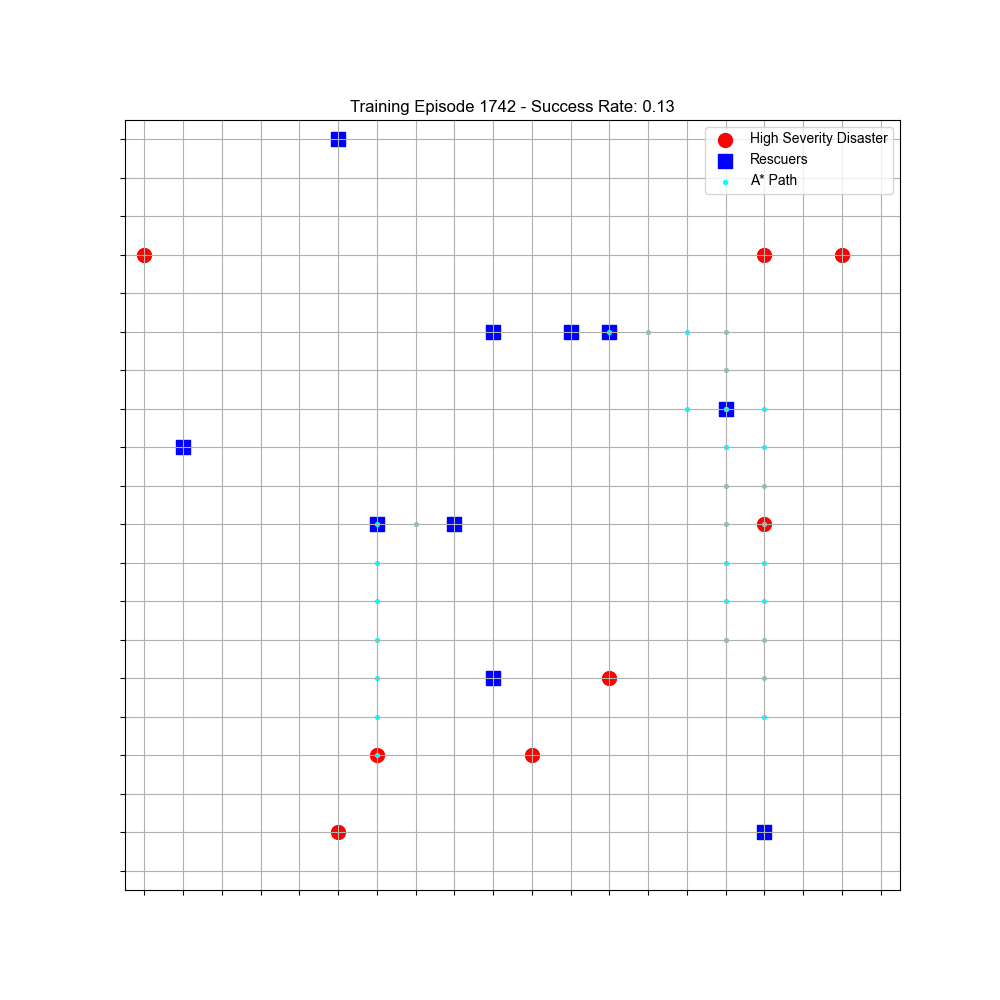 Training Episode 1742 - Success Rate: 0.13
High Severity Disaster
Rescuers
A* Path